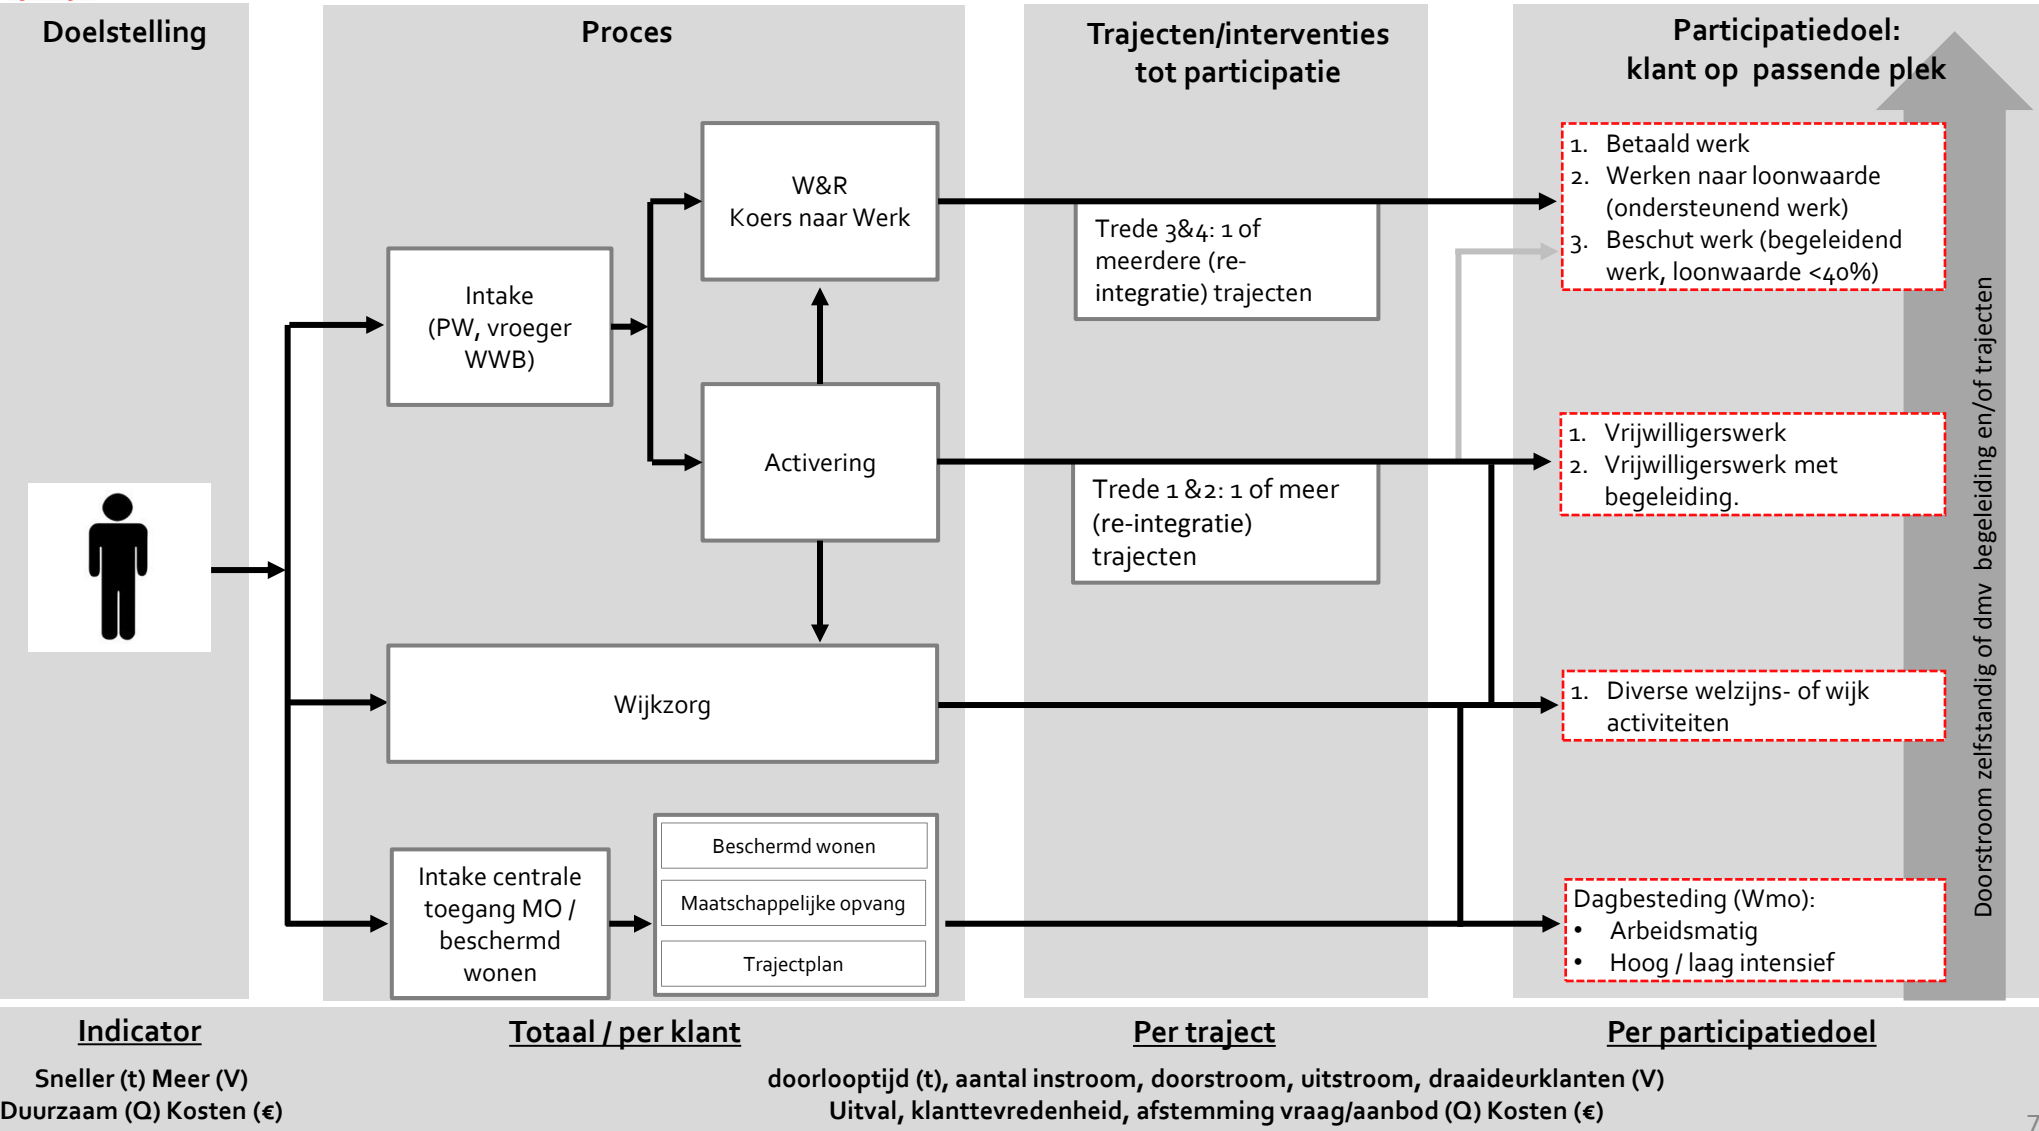 Doelstelling
Proces
Trajecten/interventies
tot participatie
Participatiedoel:
klant op passende plek
W&R
Koers naar Werk
Intake
(PW, vroeger
WWB)
Activering
Wijkzorg
Intake centrale
toegang MO /
beschermd
wonen
Beschermd wonen
Maatschappelijke opvang
Trajectplan
Trede 3&4: 1 of
meerdere (re-
integratie) trajecten
Trede 1 &2: 1 of meer
(re-integratie)
trajecten
1. Betaald werk
2. Werken naar loonwaarde
(ondersteunend werk)
3. Beschut werk (begeleidend
werk, loonwaarde <40%)
1. Vrijwilligerswerk
2. Vrijwilligerswerk met
begeleiding.
1. Diverse welzijns- of wijk
activiteiten
Dagbesteding (Wmo):
• Arbeidsmatig
• Hoog / laag intensief
Doorstroom zelfstandig of dmv begeleiding en/of trajecten
Indicator
Totaal / per klant
Per traject
Per participatiedoel
Sneller (t) Meer (V)
Duurzaam (Q) Kosten (€)
doorlooptijd (t), aantal instroom, doorstroom, uitstroom, draaideurklanten (V)
Uitval, klanttevredenheid, afstemming vraag/aanbod (Q) Kosten (€)
7